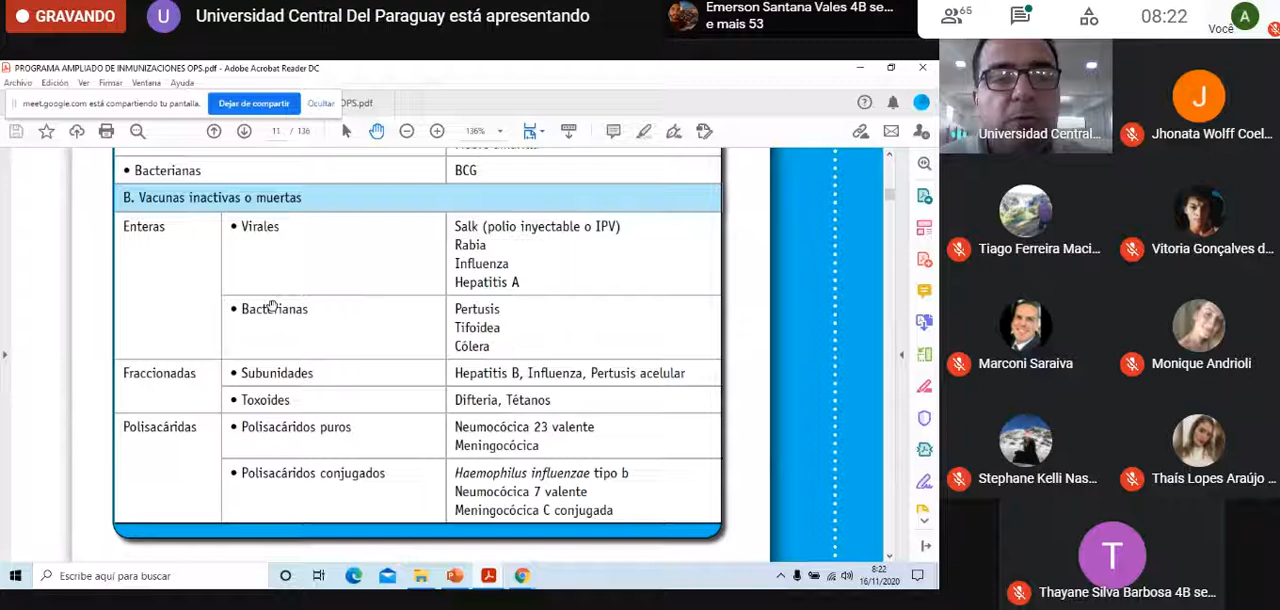 GRAVANDO
U
Universidad Central Del Paraguay está apresentando
Emerson Santana Vales 4B se...
e mais 53
65
08:22
Você
A
PROGRAMA AMPLIADO DE INMUNIZACIONES OPS.pdf - Adobe Acrobat Reader DC
Archivo Edición Ver Firmar Ventana Ayuda
meet.google.com está compartiendo tu pantalla.
Dejar de compartir
Ocultar
OPS.pdf
11 / 136
136%
• Bacterianas
BCG
B. Vacunas inactivas o muertas
Enteras
• Virales
Salk (polio inyectable o IPV)
Rabia
Influenza
Hepatitis A
• Bacterianas
Pertusis
Tifoidea
Cólera
Fraccionadas
• Subunidades
Hepatitis B, Influenza, Pertusis acelular
• Toxoides
Difteria, Tétanos
Polisacáridas
• Polisacáridos puros
Neumocócica 23 valente
Meningocócica
• Polisacáridos conjugados
Haemophilus influenzae tipo b
Neumocócica 7 valente
Meningocócica C conjugada
Universidad Central...
J
Jhonata Wolff Coel...
Tiago Ferreira Maci...
Vitoria Gonçalves d...
Marconi Saraiva
Monique Andrioli
Stephane Kelli Nas...
Thaís Lopes Araújo ...
T
Thayane Silva Barbosa 4B se...
Escribe aquí para buscar
8:22
16/11/2020